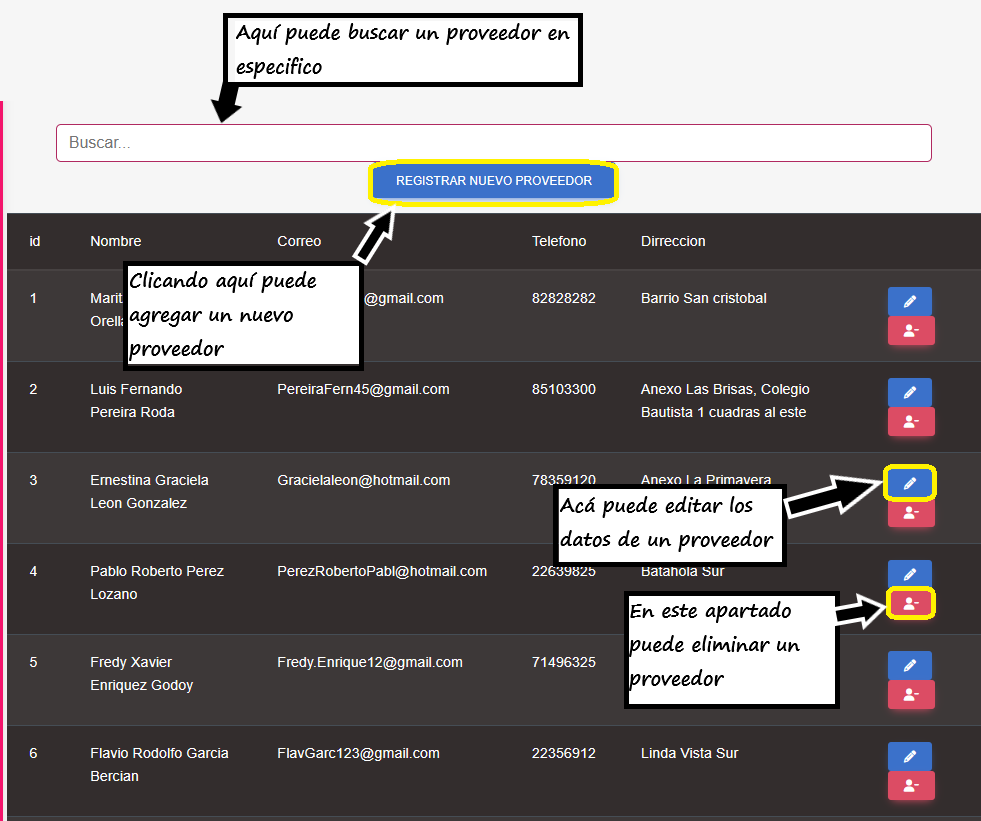 Aquí puede buscar un proveedor en
especifico
Buscar...
REGISTRAR NUEVO PROVEEDOR
id Nombre Correo Telefono Dirreccion
Clicando aquí puede
agregar un nuevo
proveedor
1 @gmail.com 82828282 Barrio San cristobal
2 Luis Fernando PereiraFern45@gmail.com 85103300 Anexo Las Brisas, Colegio
Pereira Roda Bautista 1 cuadras al este
3 Ernestina Graciela Gracielaleon@hotmail.com 78359120 Anexo La Primavera
Leon Gonzalez
Acá puede editar los
datos de un proveedor
4 Pablo Roberto Perez PerezRobertoPabl@hotmail.com 22639825 Batahola Sur
Lozano
En este apartado
puede eliminar un
proveedor
5 Fredy Xavier Fredy.Enrique12@gmail.com 71496325
Enriquez Godoy
6 Flavio Rodolfo Garcia FlavGarc123@gmail.com 22356912 Linda Vista Sur
Bercian